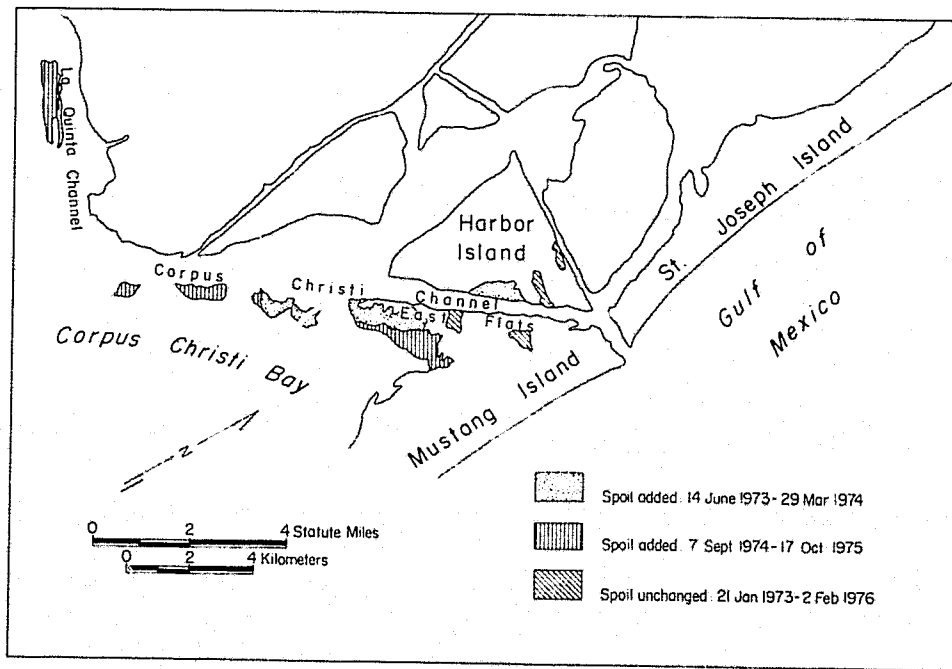 La Quinta Channel
Harbor
Island
St. Joseph Island
Gulf of
Mexico
Corpus Christi Channel
East Flats
Corpus Christi Bay
Mustang Island
N
0 2 4 Statute Miles
0 2 4 Kilometers
Spoil added: 14 June 1973-29 Mar 1974
Spoil added: 7 Sept 1974-17 Oct 1975
Spoil unchanged: 21 Jan 1973-2 Feb 1976